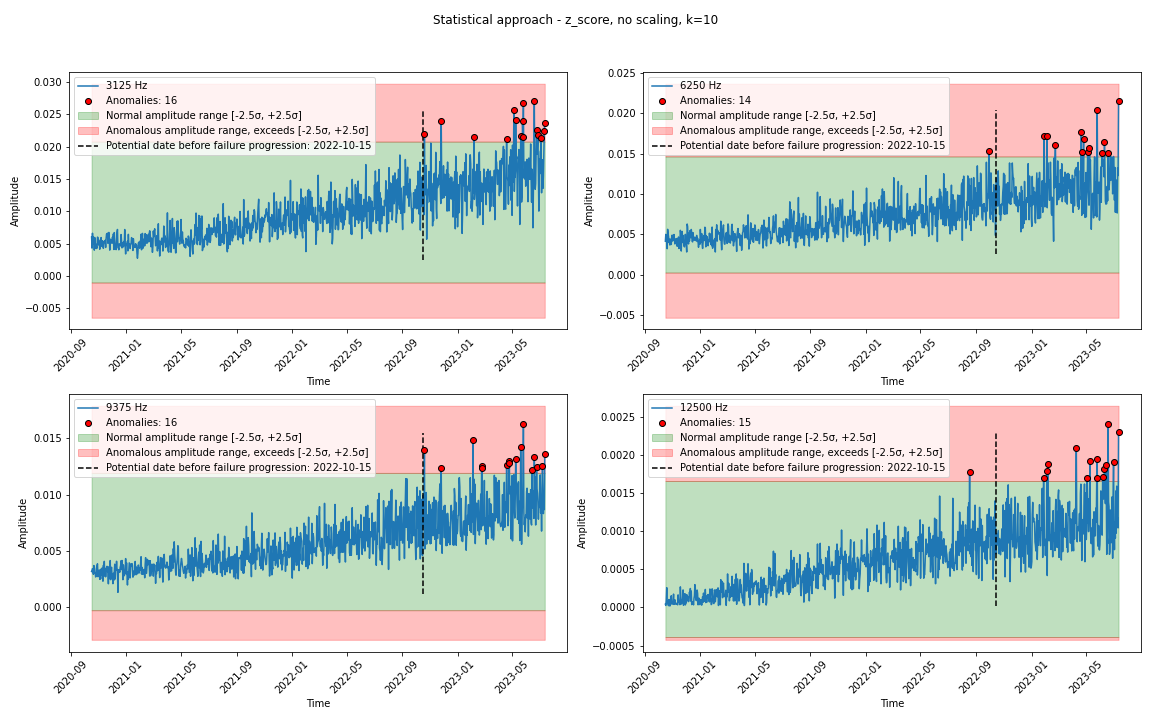 Statistical approach - z_score, no scaling, k=10
0.030
0.025
0.020
0.015
0.010
0.005
0.000
−0.005
Amplitude
3125 Hz
Anomalies: 16
Normal amplitude range [-2.5σ, +2.5σ]
Anomalous amplitude range, exceeds [-2.5σ, +2.5σ]
Potential date before failure progression: 2022-10-15
2020-09
2021-01
2021-05
2021-09
2022-01
2022-05
2022-09
2023-01
2023-05
Time
0.025
0.020
0.015
0.010
0.005
0.000
−0.005
Amplitude
6250 Hz
Anomalies: 14
Normal amplitude range [-2.5σ, +2.5σ]
Anomalous amplitude range, exceeds [-2.5σ, +2.5σ]
Potential date before failure progression: 2022-10-15
2020-09
2021-01
2021-05
2021-09
2022-01
2022-05
2022-09
2023-01
2023-05
Time
0.015
0.010
0.005
0.000
Amplitude
9375 Hz
Anomalies: 16
Normal amplitude range [-2.5σ, +2.5σ]
Anomalous amplitude range, exceeds [-2.5σ, +2.5σ]
Potential date before failure progression: 2022-10-15
2020-09
2021-01
2021-05
2021-09
2022-01
2022-05
2022-09
2023-01
2023-05
Time
0.0025
0.0020
0.0015
0.0010
0.0005
0.0000
−0.0005
Amplitude
12500 Hz
Anomalies: 15
Normal amplitude range [-2.5σ, +2.5σ]
Anomalous amplitude range, exceeds [-2.5σ, +2.5σ]
Potential date before failure progression: 2022-10-15
2020-09
2021-01
2021-05
2021-09
2022-01
2022-05
2022-09
2023-01
2023-05
Time